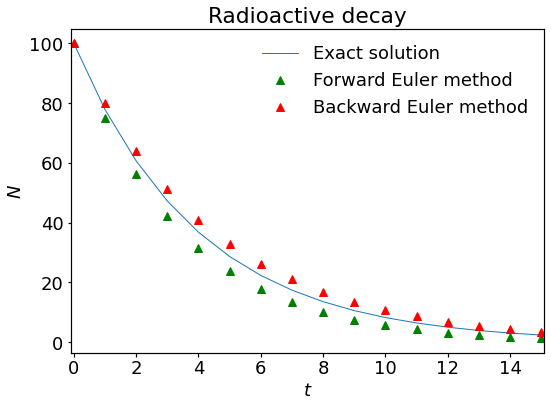 Radioactive decay
Exact solution
Forward Euler method
Backward Euler method
100
80
60
40
20
0
N
0 2 4 6 8 10 12 14
t